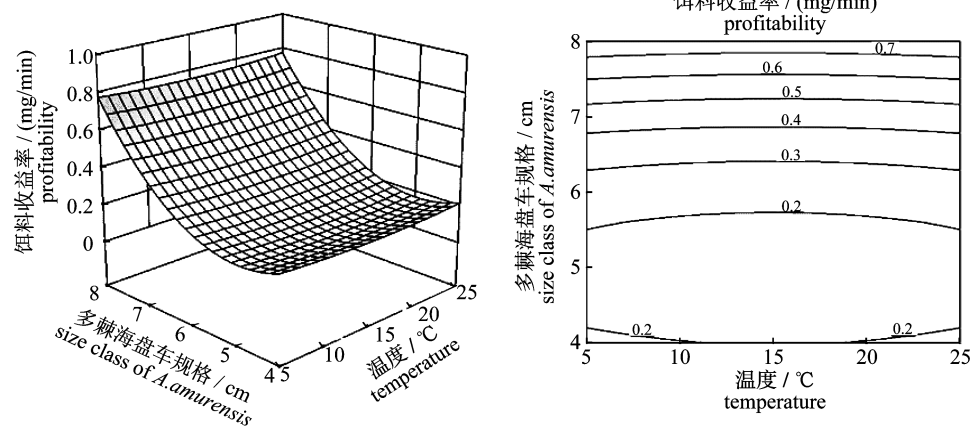 饵料收益率 / (mg/min)
profitability
1.0
0.8
0.6
0.4
0.2
0
8
7
6
5
4
多棘海盘车规格 / cm
size class of A.amurensis
5
10
15
20
25
温度 / ℃
temperature
饵料收益率 / (mg/min)
profitability
8
7
6
5
4
多棘海盘车规格 / cm
size class of A.amurensis
0.7
0.6
0.5
0.4
0.3
0.2
0.2
0.2
5
10
15
20
25
温度 / ℃
temperature